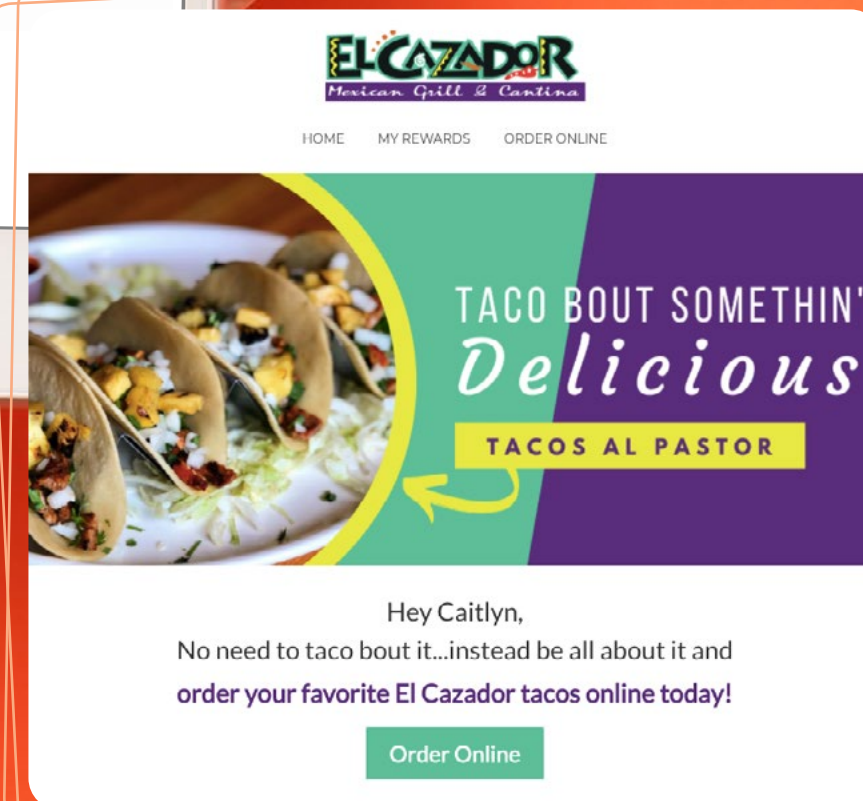 EL CAZADOR
Mexican Grill & Cantina
HOME MY REWARDS ORDER ONLINE
TACO BOUT SOMETHIN'
Delicious
TACOS AL PASTOR
Hey Caitlyn,
No need to taco bout it...instead be all about it and
order your favorite El Cazador tacos online today!
Order Online